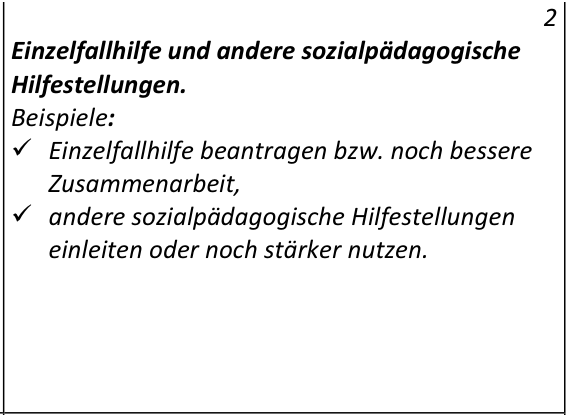 2
Einzelfallhilfe und andere sozialpädagogische
Hilfestellungen.
Beispiele:
✓ Einzelfallhilfe beantragen bzw. noch bessere
Zusammenarbeit,
✓ andere sozialpädagogische Hilfestellungen
einleiten oder noch stärker nutzen.